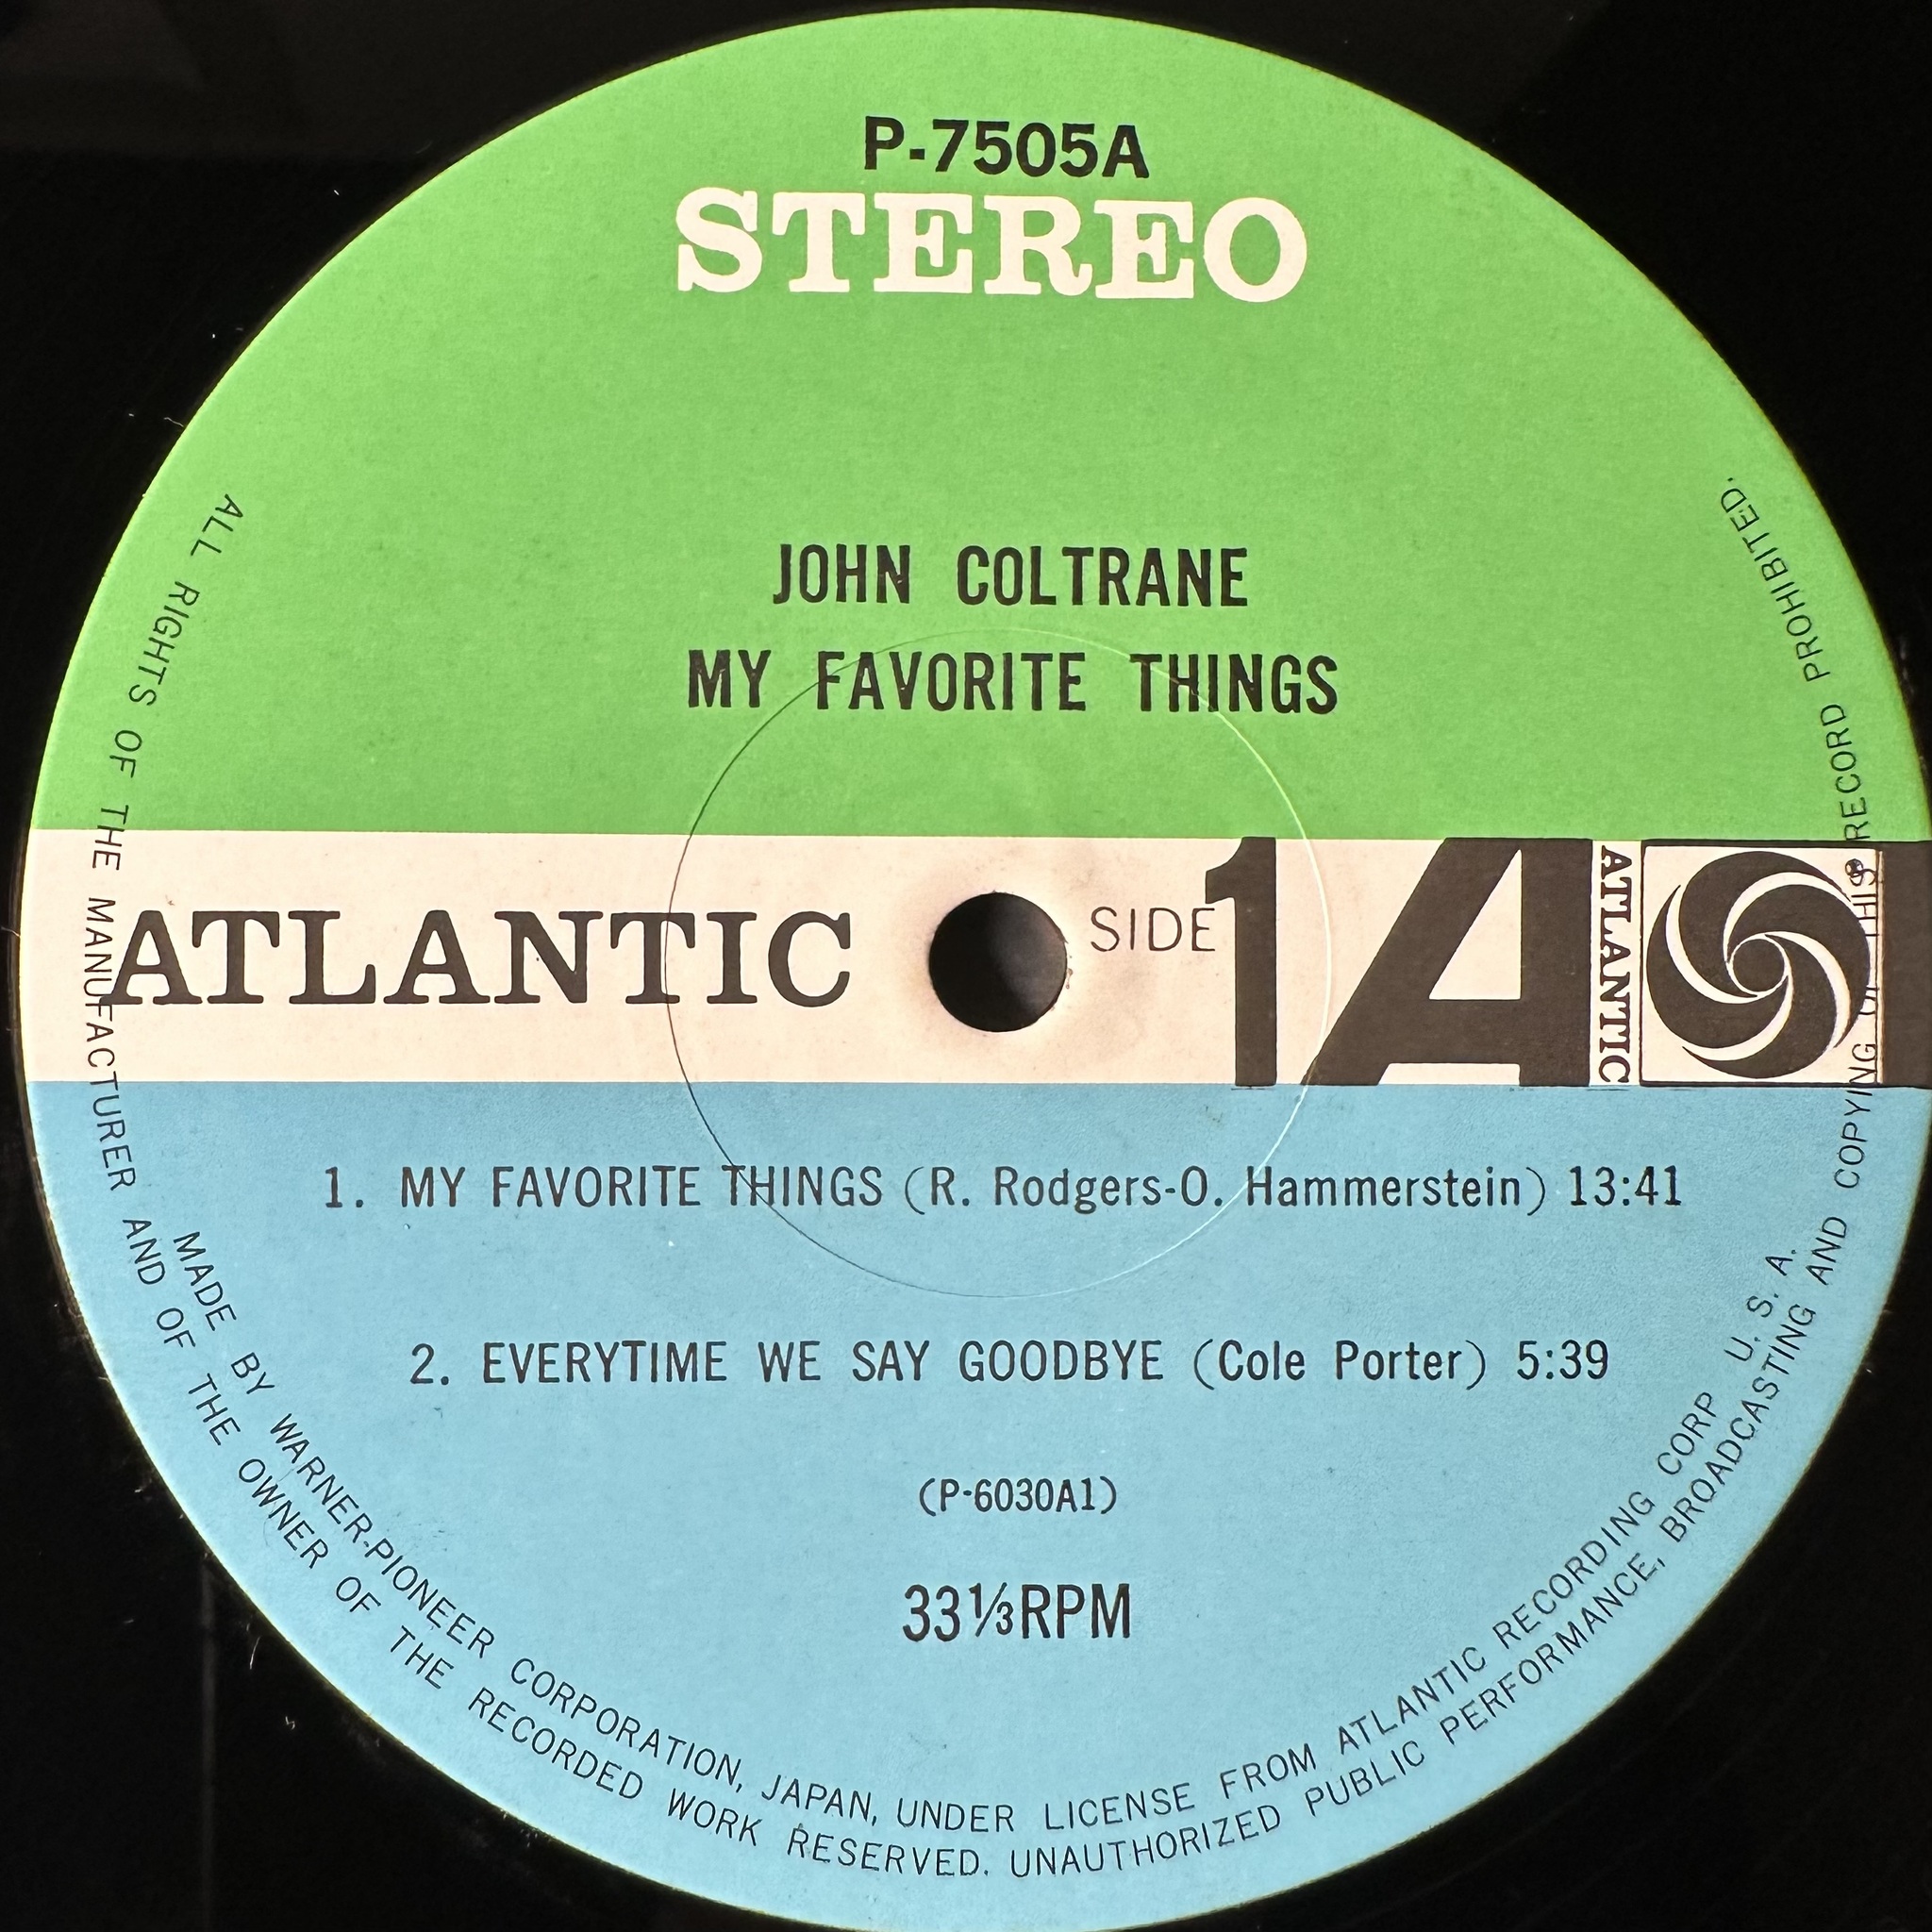 P-7505A
STEREO
JOHN COLTRANE
MY FAVORITE THINGS
ATLANTIC
SIDE 1
A
ATLANTIC
1. MY FAVORITE THINGS (R. Rodgers-O. Hammerstein) 13:41
2. EVERYTIME WE SAY GOODBYE (Cole Porter) 5:39
(P-6030A1)
33⅓RPM
MADE BY WARNER-PIONEER CORPORATION, JAPAN, UNDER LICENSE FROM ATLANTIC RECORDING CORP U. S. A.
ALL RIGHTS OF THE MANUFACTURER AND OF THE OWNER OF THE RECORDED WORK RESERVED. UNAUTHORIZED PUBLIC PERFORMANCE, BROADCASTING AND COPYING OF THIS RECORD PROHIBITED.